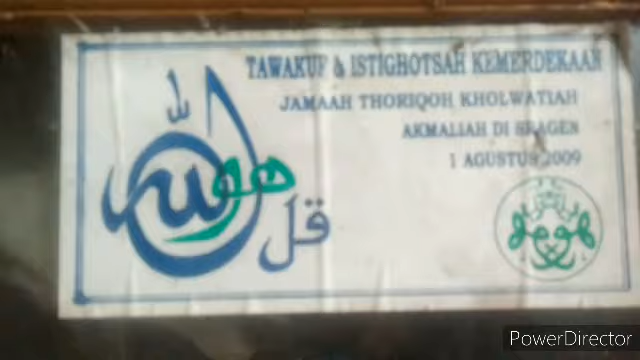 TAWAKUF & ISTIGHOTSAH KEMERDEKAAN
JAMAAH THORIQOH KHOLWATIAH
AKMALIAH DI SRAGEN
1 AGUSTUS 2009
قل هو الله
PowerDirector